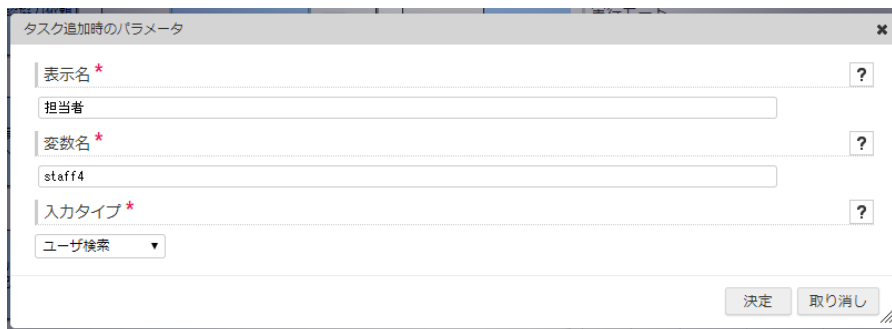 タスク追加時のパラメータ
表示名*
?
担当者
変数名*
?
staff4
入力タイプ*
?
ユーザ検索
決定 取り消し